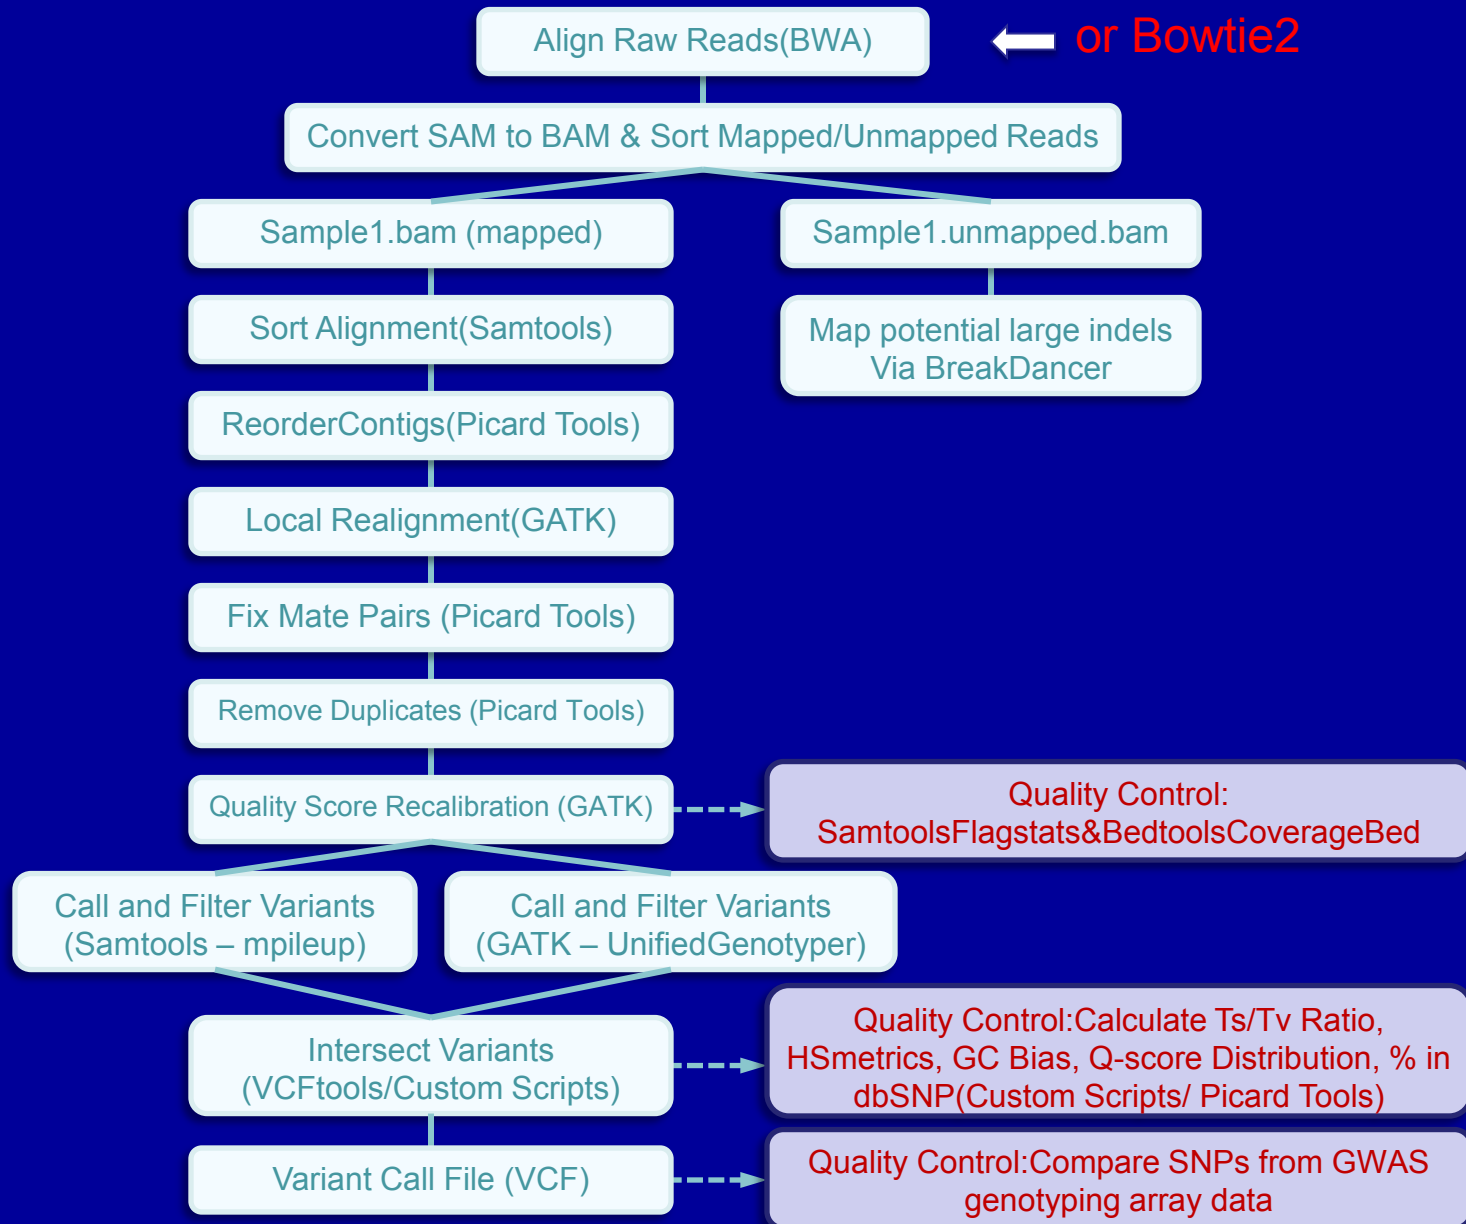 Align Raw Reads(BWA)
or Bowtie2
Convert SAM to BAM & Sort Mapped/Unmapped Reads
Sample1.bam (mapped)
Sample1.unmapped.bam
Sort Alignment(Samtools)
Map potential large indels
Via BreakDancer
ReorderContigs(Picard Tools)
Local Realignment(GATK)
Fix Mate Pairs (Picard Tools)
Remove Duplicates (Picard Tools)
Quality Score Recalibration (GATK)
Quality Control:
SamtoolsFlagstats&BedtoolsCoverageBed
Call and Filter Variants
(Samtools – mpileup)
Call and Filter Variants
(GATK – UnifiedGenotyper)
Intersect Variants
(VCFtools/Custom Scripts)
Quality Control:Calculate Ts/Tv Ratio,
HSmetrics, GC Bias, Q-score Distribution, % in
dbSNP(Custom Scripts/ Picard Tools)
Variant Call File (VCF)
Quality Control:Compare SNPs from GWAS
genotyping array data